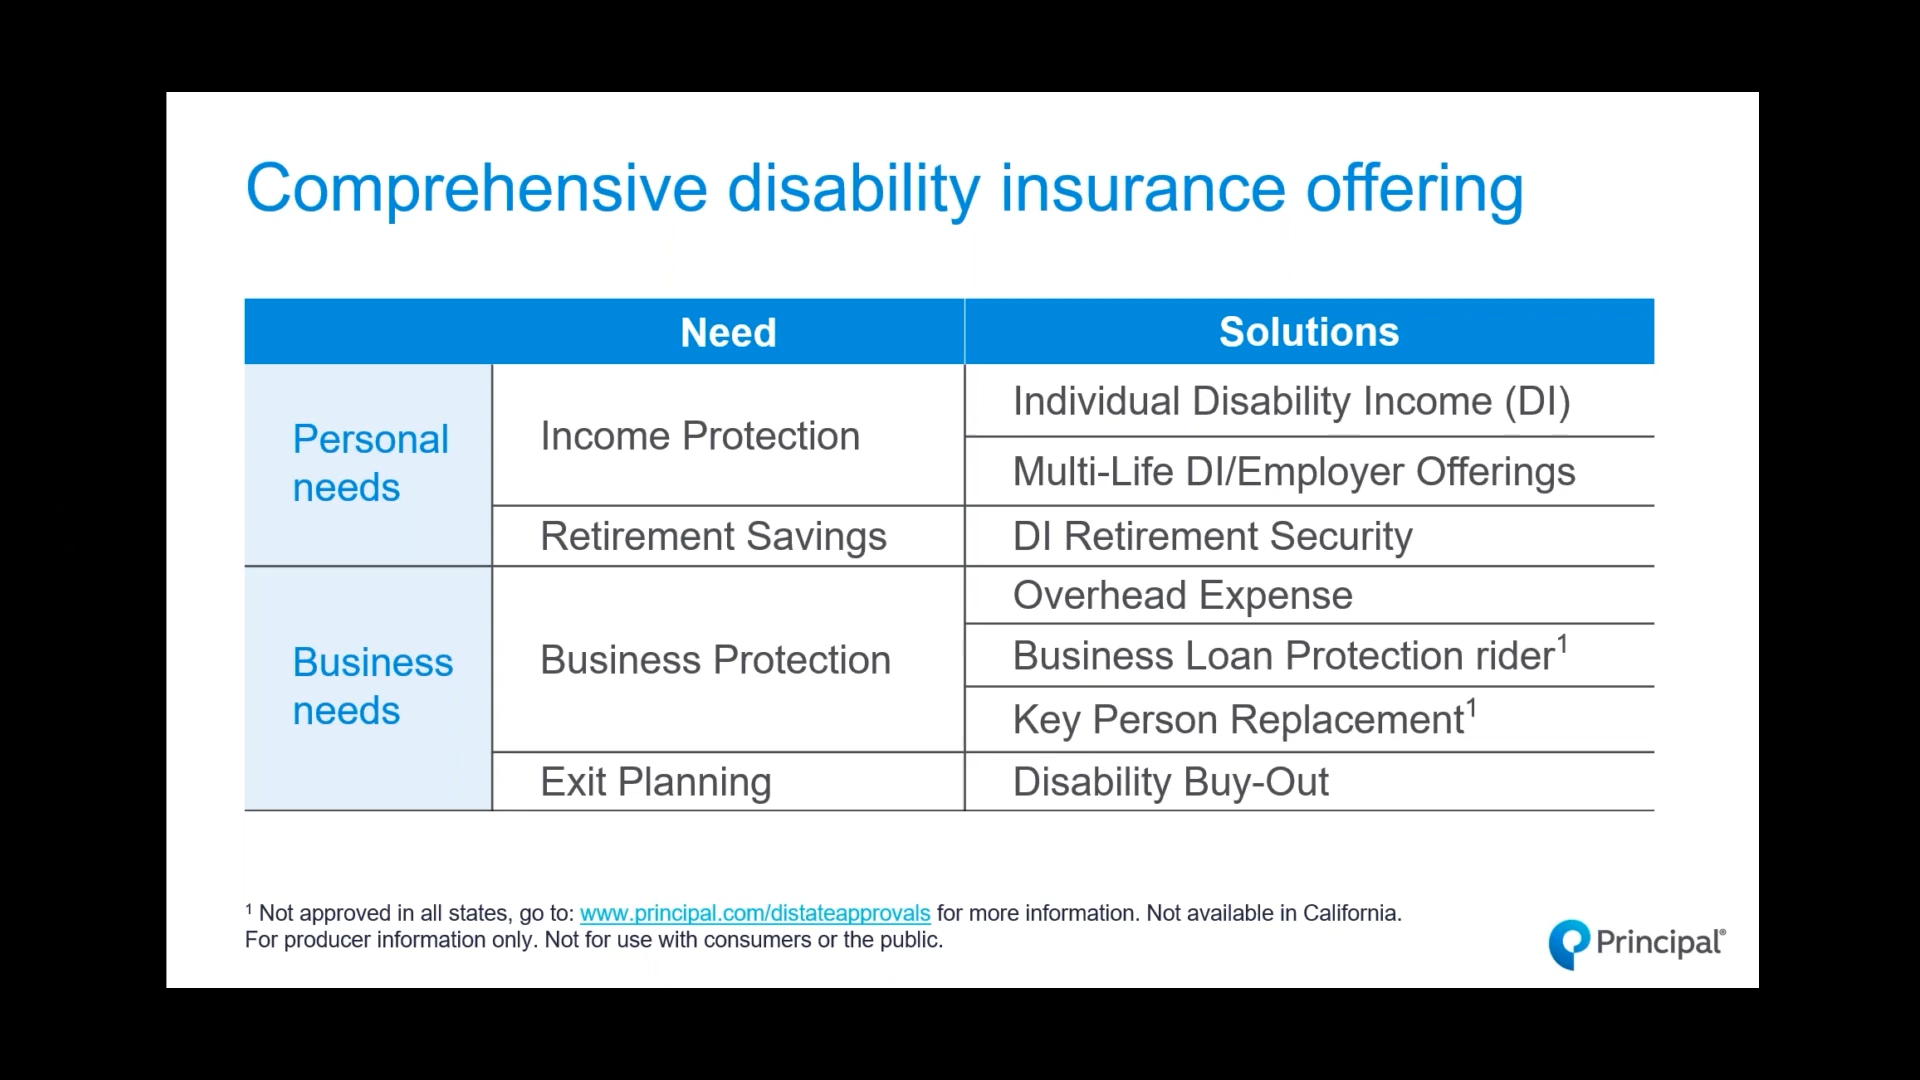 Comprehensive disability insurance offering
Need
Solutions
Personal
needs
Income Protection
Individual Disability Income (DI)
Multi-Life DI/Employer Offerings
Retirement Savings
DI Retirement Security
Business
needs
Business Protection
Overhead Expense
Business Loan Protection rider¹
Key Person Replacement¹
Exit Planning
Disability Buy-Out
¹ Not approved in all states, go to: www.principal.com/distateapprovals for more information. Not available in California.
For producer information only. Not for use with consumers or the public.
Principal®